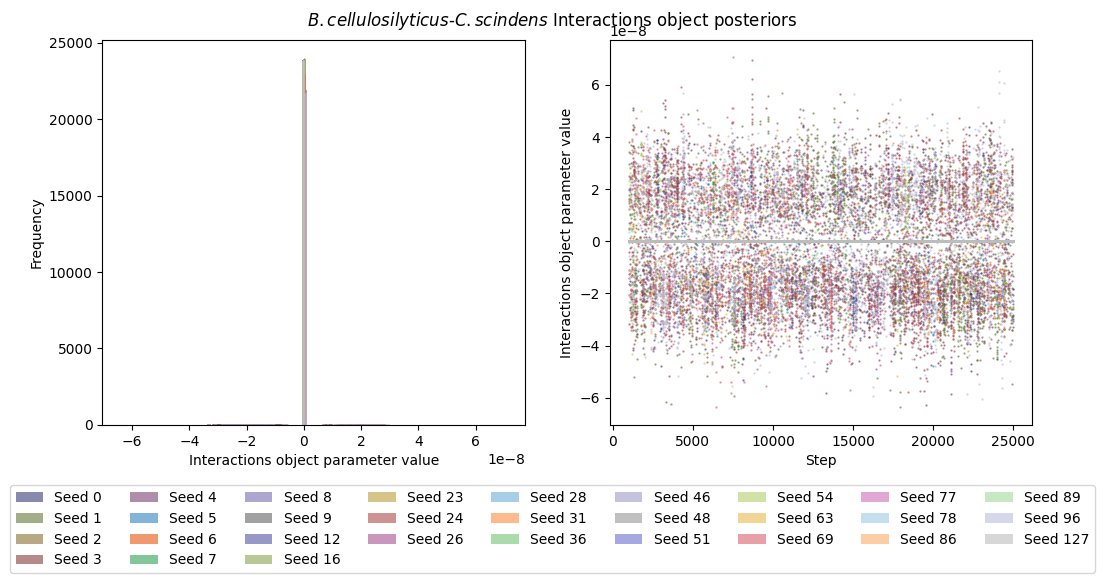 B. cellulosilyticus-C. scindens Interactions object posteriors
25000
20000
15000
10000
5000
0
Frequency
−6 −4 −2 0 2 4 6
1e−8
Interactions object parameter value
1e−8
6
4
2
0
−2
−4
−6
Interactions object parameter value
0 5000 10000 15000 20000 25000
Step
Seed 0 Seed 4 Seed 8 Seed 23 Seed 28 Seed 46 Seed 54 Seed 77 Seed 89
Seed 1 Seed 5 Seed 9 Seed 24 Seed 31 Seed 48 Seed 63 Seed 78 Seed 96
Seed 2 Seed 6 Seed 12 Seed 26 Seed 36 Seed 51 Seed 69 Seed 86 Seed 127
Seed 3 Seed 7 Seed 16